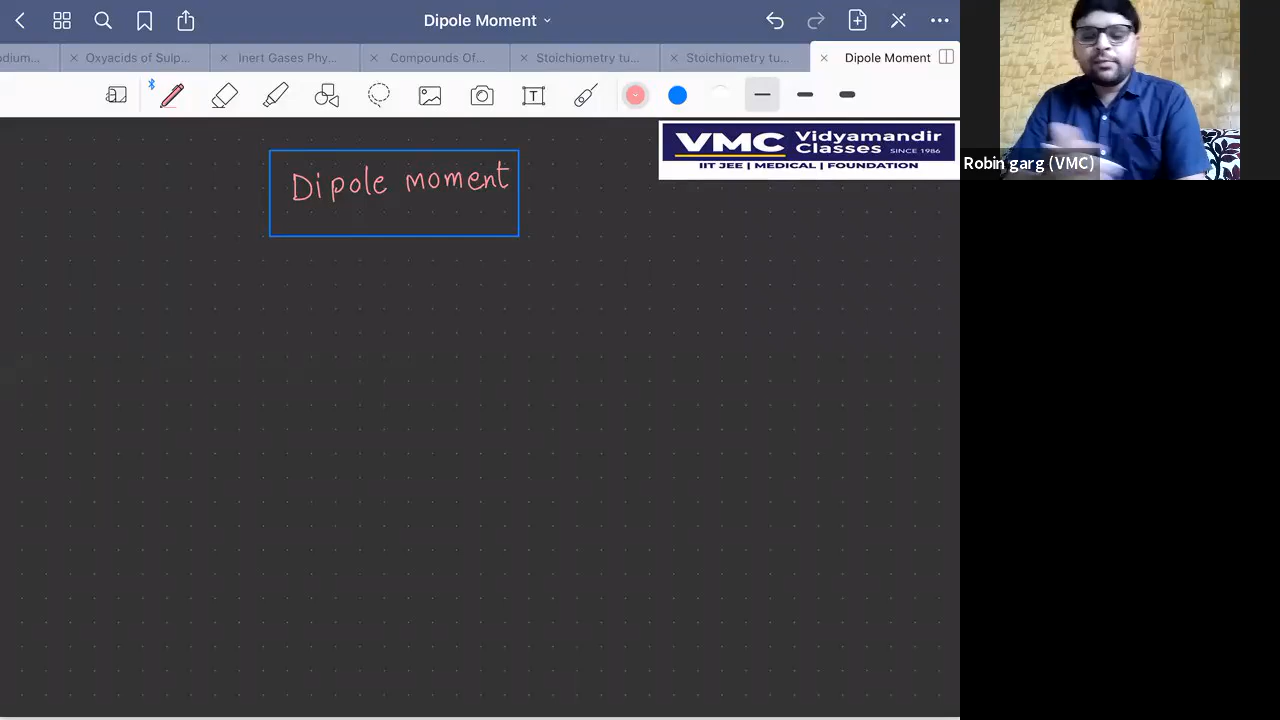 Dipole Moment
odium...
Oxyacids of Sulp...
Inert Gases Phy...
Compounds Of...
Stoichiometry tu...
Stoichiometry tu...
Dipole Moment
T
VMC Vidyamandir Classes SINCE 1986
IIT JEE | MEDICAL | FOUNDATION
Robin garg (VMC)
Dipole moment